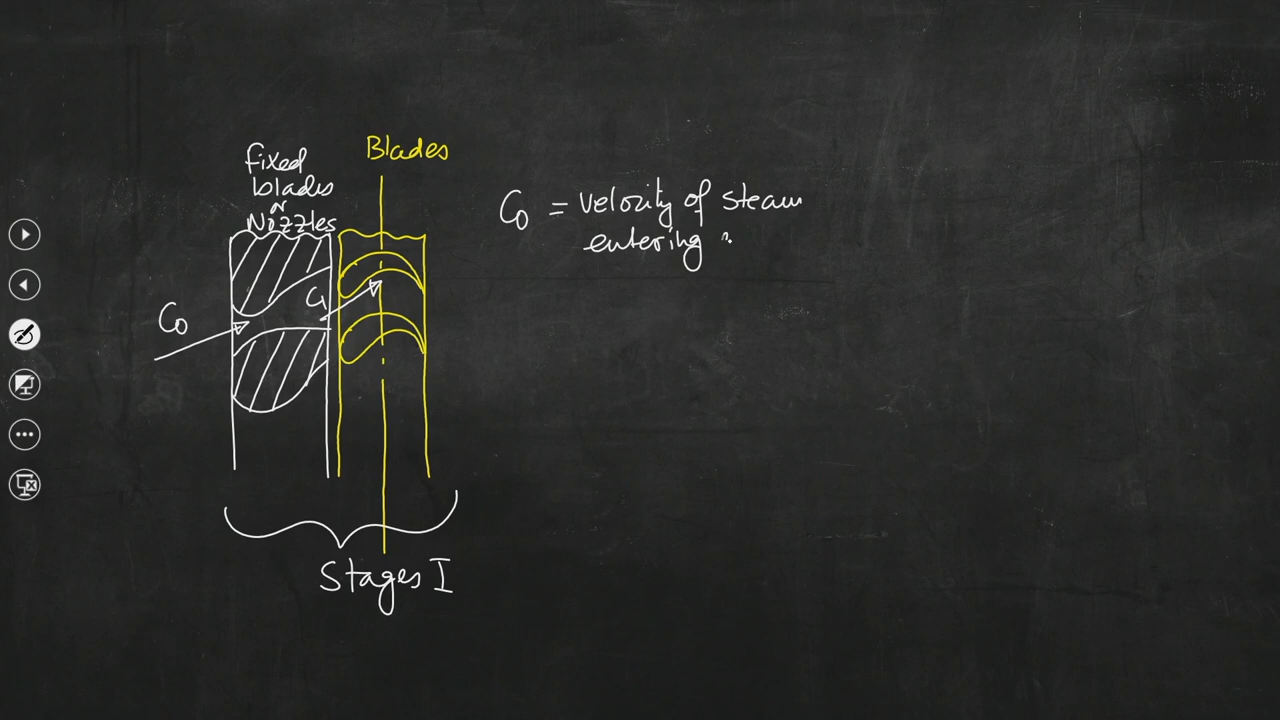 fixed
blades
or
Nozzles
Blades
C0 = velocity of steam
entering
C0
C1
Stages I